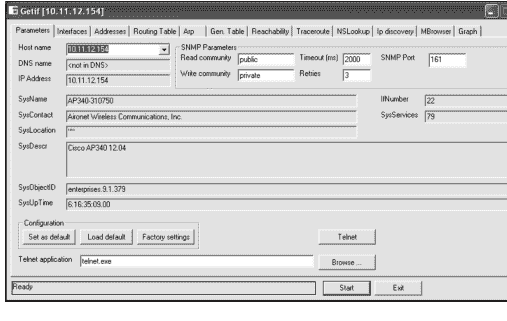 Getif [10.11.12.154]
Parameters Interfaces Addresses Routing Table Arp Gen. Table Reachability Traceroute NSLookup Ip discovery MBrowser Graph
Host name 10.11.12.154
SNMP Parameters
Read community public Timeout (ms) 2000 SNMP Port 161
DNS name <not in DNS>
Write community private Retries 3
IP Address 10.11.12.154
SysName AP340-310750 IfNumber 22
SysContact Aironet Wireless Communications, Inc. SysServices 79
SysLocation """
SysDescr Cisco AP340 12.04
SysObjectID enterprises.9.1.379
SysUpTime 6:16:35:09.00
Configuration
Set as default Load default Factory settings Telnet
Telnet application telnet.exe Browse ...
Ready Start Exit